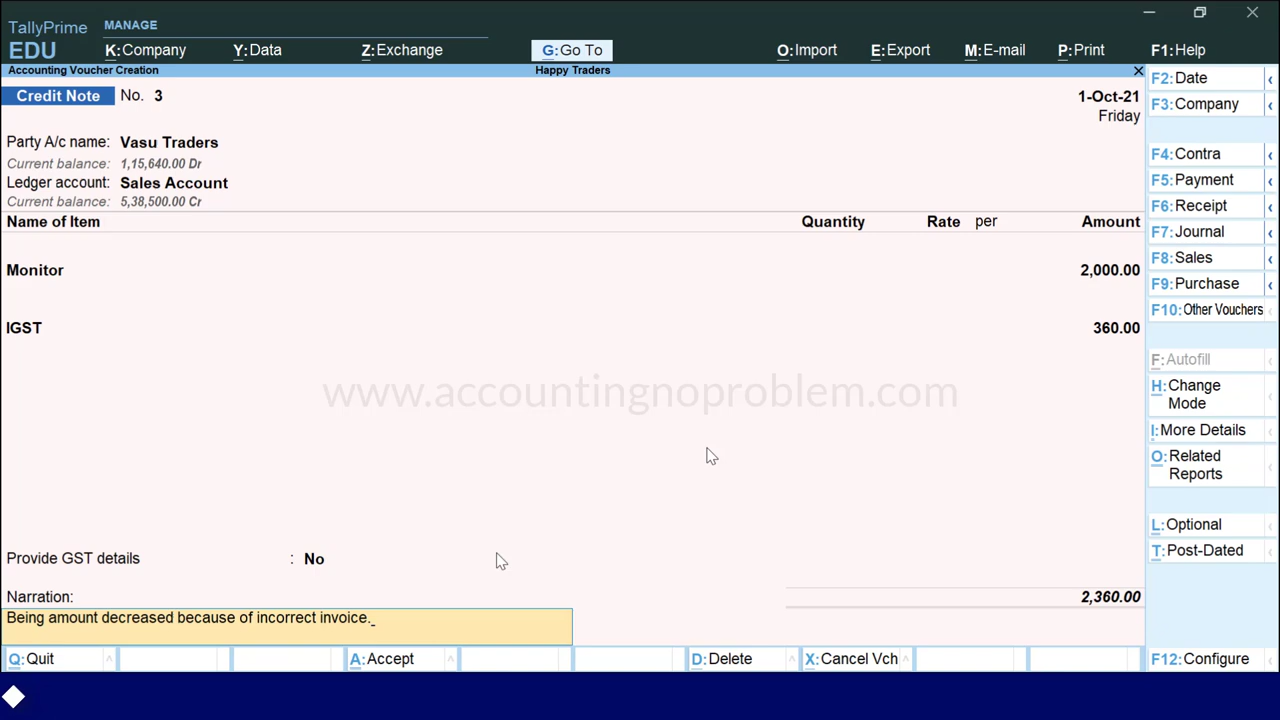 TallyPrime MANAGE
EDU K:Company Y:Data Z:Exchange G:Go To O:Import E:Export M:E-mail P:Print F1:Help
Accounting Voucher Creation Happy Traders
Credit Note No. 3 1-Oct-21
Friday
Party A/c name: Vasu Traders
Current balance: 1,15,640.00 Dr
Ledger account: Sales Account
Current balance: 5,38,500.00 Cr
Name of Item Quantity Rate per Amount
Monitor 2,000.00
IGST 360.00
www.accountingnoproblem.com
Provide GST details : No
Narration: 2,360.00
Being amount decreased because of incorrect invoice.
Q:Quit A:Accept D:Delete X:Cancel Vch
F2:Date
F3:Company
F4:Contra
F5:Payment
F6:Receipt
F7:Journal
F8:Sales
F9:Purchase
F10:Other Vouchers
F:Autofill
H:Change
Mode
I:More Details
O:Related
Reports
L:Optional
T:Post-Dated
F12:Configure